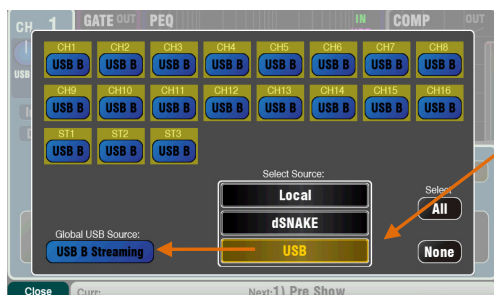 CH 1 GATE OUT PEQ IN COMP OUT
CH1 CH2 CH3 CH4 CH5 CH6 CH7 CH8
USB B USB B USB B USB B USB B USB B USB B USB B
USB
CH9 CH10 CH11 CH12 CH13 CH14 CH15 CH16
USB B USB B USB B USB B USB B USB B USB B USB B
ST1 ST2 ST3
USB B USB B USB B
Select Source:
Local
Select
All
dSNAKE
Global USB Source:
USB B Streaming USB None
Close Curr: Next:1) Pre Show